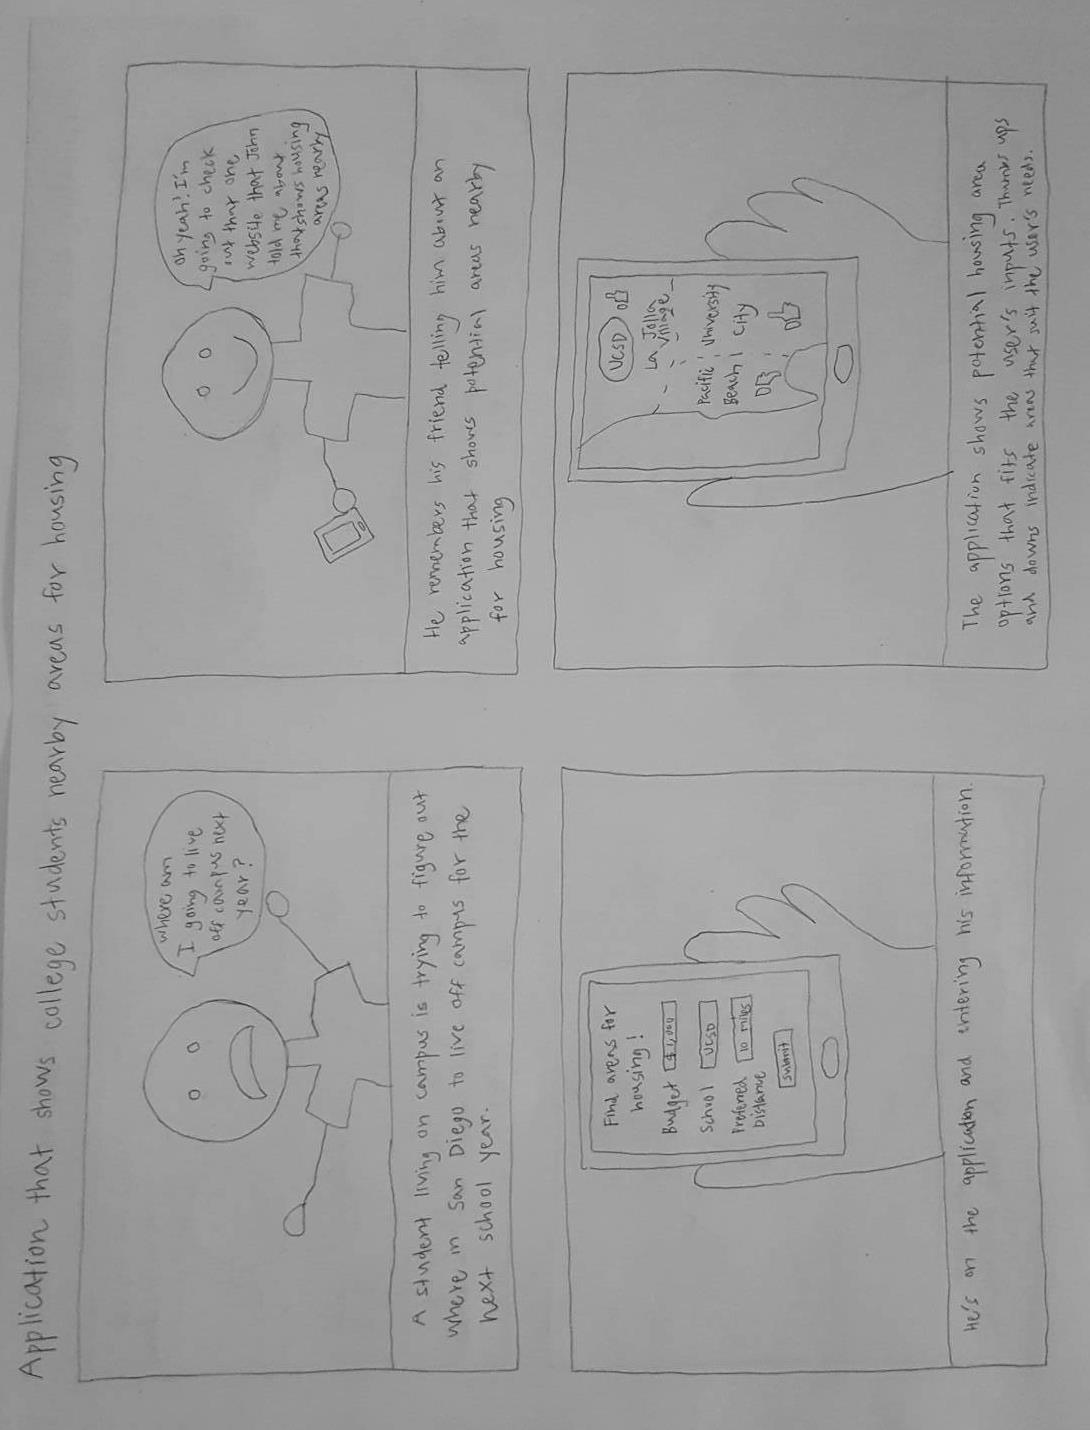 Application that shows college students nearby areas for housing
where am
I going to live
off campus next
year?
A student living on campus is trying to figure out
where in San Diego to live off campus for the
next school year.
Oh yeah! I'm
going to check
out that one
website that John
told me about
that shows housing
areas nearby
He remembers his friend telling him about an
application that shows potential areas nearby
for housing
Find areas for
housing!
Budget $1,000
School UCSD
Preferred
Distance 10 miles
submit
He's on the application and entering his information.
UCSD
La Jolla
Village
Pacific
Beach
University
City
The application shows potential housing area
options that fits the user's inputs. Thumbs ups
and downs indicate areas that suit the user's needs.